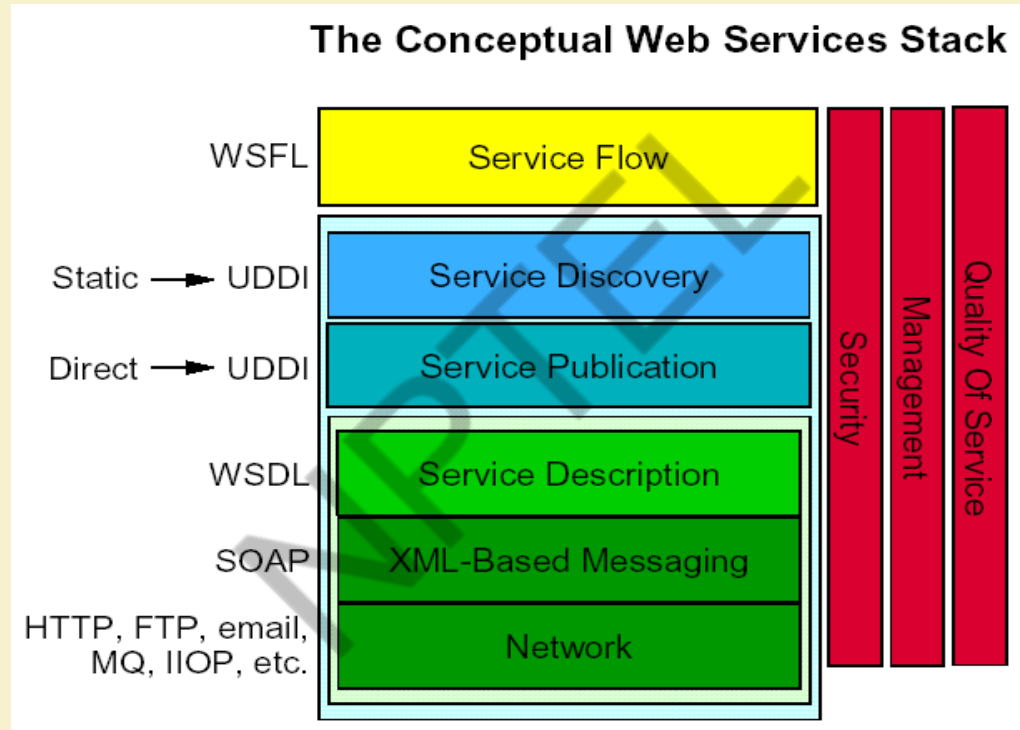 The Conceptual Web Services Stack
WSFL
Service Flow
Static → UDDI
Service Discovery
Direct → UDDI
Service Publication
WSDL
Service Description
SOAP
XML-Based Messaging
HTTP, FTP, email,
MQ, IIOP, etc.
Network
Security
Management
Quality Of Service
NPTEL